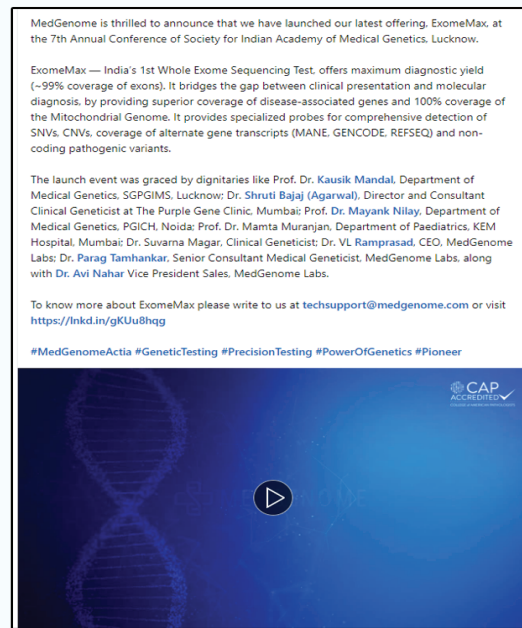 MedGenome is thrilled to announce that we have launched our latest offering, ExomeMax, at
the 7th Annual Conference of Society for Indian Academy of Medical Genetics, Lucknow.
ExomeMax — India's 1st Whole Exome Sequencing Test, offers maximum diagnostic yield
(~99% coverage of exons). It bridges the gap between clinical presentation and molecular
diagnosis, by providing superior coverage of disease-associated genes and 100% coverage of
the Mitochondrial Genome. It provides specialized probes for comprehensive detection of
SNVs, CNVs, coverage of alternate gene transcripts (MANE, GENCODE, REFSEQ) and non-
coding pathogenic variants.
The launch event was graced by dignitaries like Prof. Dr. Kausik Mandal, Department of
Medical Genetics, SGPGIMS, Lucknow; Dr. Shruti Bajaj (Agarwal), Director and Consultant
Clinical Geneticist at The Purple Gene Clinic, Mumbai; Prof. Dr. Mayank Nilay, Department of
Medical Genetics, PGICH, Noida; Prof. Dr. Mamta Muranjan, Department of Paediatrics, KEM
Hospital, Mumbai; Dr. Suvarna Magar, Clinical Geneticist; Dr. VL Ramprasad, CEO, MedGenome
Labs; Dr. Parag Tamhankar, Senior Consultant Medical Geneticist, MedGenome Labs, along
with Dr. Avi Nahar Vice President Sales, MedGenome Labs.
To know more about ExomeMax please write to us at techsupport@medgenome.com or visit
https://lnkd.in/gKUu8hqg
#MedGenomeActia #GeneticTesting #PrecisionTesting #PowerOfGenetics #Pioneer
CAP
ACCREDITED
COLLEGE of AMERICAN PATHOLOGISTS